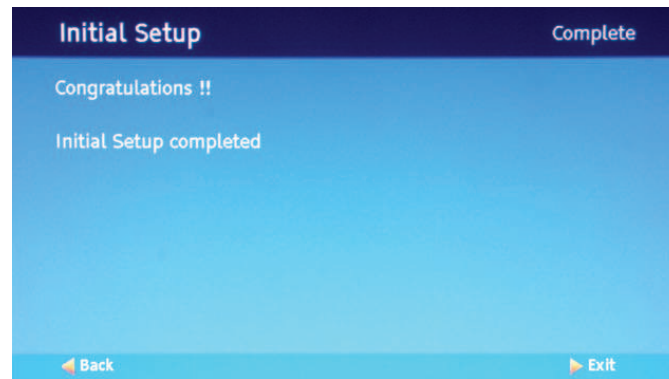 Initial Setup
Complete
Congratulations !!
Initial Setup completed
Back
Exit